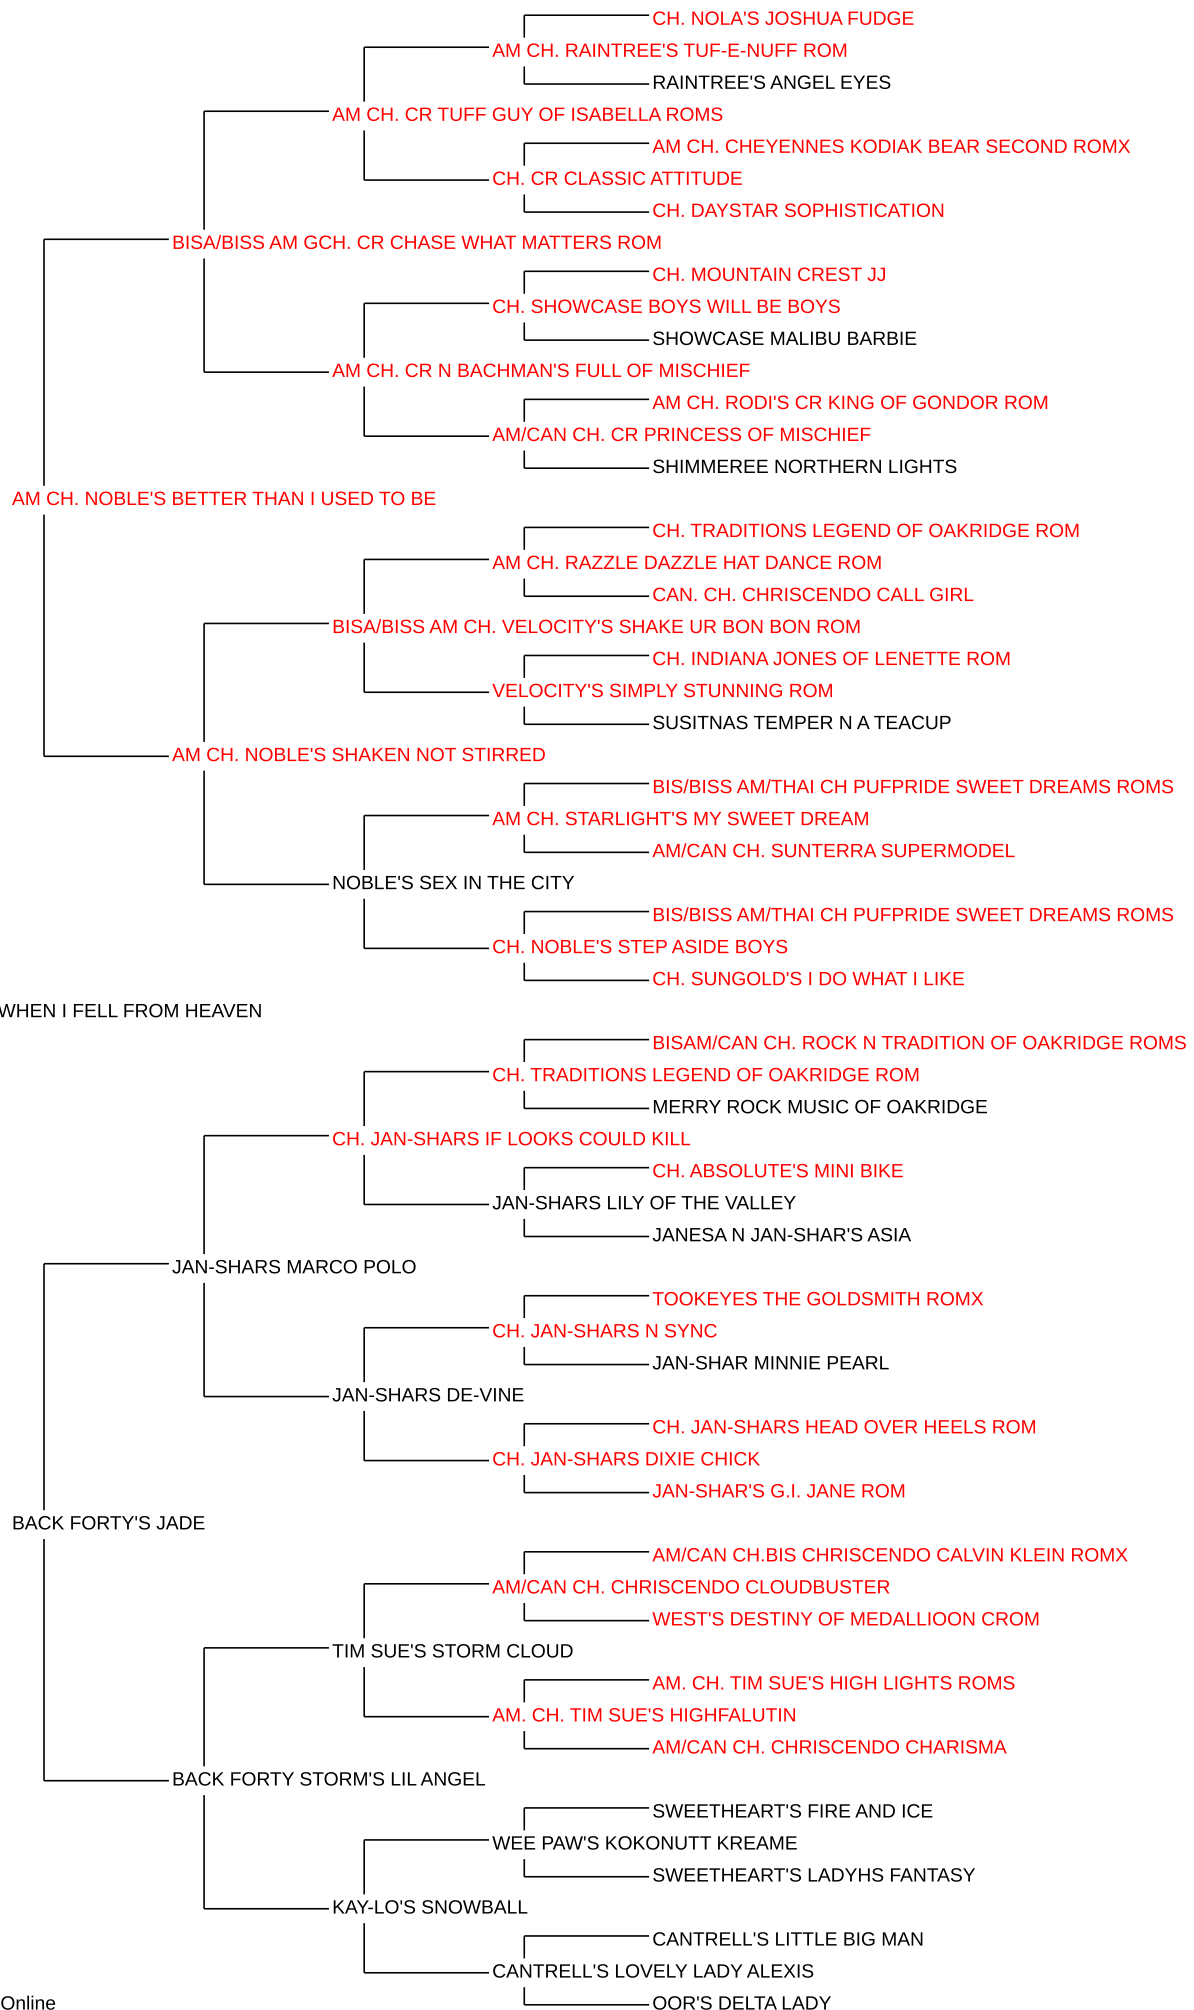 CH. NOLA'S JOSHUA FUDGE
AM CH. RAINTREE'S TUF-E-NUFF ROM
RAINTREE'S ANGEL EYES
AM CH. CR TUFF GUY OF ISABELLA ROMS
AM CH. CHEYENNES KODIAK BEAR SECOND ROMX
CH. CR CLASSIC ATTITUDE
CH. DAYSTAR SOPHISTICATION
BISA/BISS AM GCH. CR CHASE WHAT MATTERS ROM
CH. MOUNTAIN CREST JJ
CH. SHOWCASE BOYS WILL BE BOYS
SHOWCASE MALIBU BARBIE
AM CH. CR N BACHMAN'S FULL OF MISCHIEF
AM CH. RODI'S CR KING OF GONDOR ROM
AM/CAN CH. CR PRINCESS OF MISCHIEF
SHIMMEREE NORTHERN LIGHTS
AM CH. NOBLE'S BETTER THAN I USED TO BE
CH. TRADITIONS LEGEND OF OAKRIDGE ROM
AM CH. RAZZLE DAZZLE HAT DANCE ROM
CAN. CH. CHRISCENDO CALL GIRL
BISA/BISS AM CH. VELOCITY'S SHAKE UR BON BON ROM
CH. INDIANA JONES OF LENETTE ROM
VELOCITY'S SIMPLY STUNNING ROM
SUSITNAS TEMPER N A TEACUP
AM CH. NOBLE'S SHAKEN NOT STIRRED
BIS/BISS AM/THAI CH PUFPRIDE SWEET DREAMS ROMS
AM CH. STARLIGHT'S MY SWEET DREAM
AM/CAN CH. SUNTERRA SUPERMODEL
NOBLE'S SEX IN THE CITY
BIS/BISS AM/THAI CH PUFPRIDE SWEET DREAMS ROMS
CH. NOBLE'S STEP ASIDE BOYS
CH. SUNGOLD'S I DO WHAT I LIKE
WHEN I FELL FROM HEAVEN
BISAM/CAN CH. ROCK N TRADITION OF OAKRIDGE ROMS
CH. TRADITIONS LEGEND OF OAKRIDGE ROM
MERRY ROCK MUSIC OF OAKRIDGE
CH. JAN-SHARS IF LOOKS COULD KILL
CH. ABSOLUTE'S MINI BIKE
JAN-SHARS LILY OF THE VALLEY
JANESA N JAN-SHAR'S ASIA
JAN-SHARS MARCO POLO
TOOKEYES THE GOLDSMITH ROMX
CH. JAN-SHARS N SYNC
JAN-SHAR MINNIE PEARL
JAN-SHARS DE-VINE
CH. JAN-SHARS HEAD OVER HEELS ROM
CH. JAN-SHARS DIXIE CHICK
JAN-SHAR'S G.I. JANE ROM
BACK FORTY'S JADE
AM/CAN CH.BIS CHRISCENDO CALVIN KLEIN ROMX
AM/CAN CH. CHRISCENDO CLOUDBUSTER
WEST'S DESTINY OF MEDALLIOON CROM
TIM SUE'S STORM CLOUD
AM. CH. TIM SUE'S HIGH LIGHTS ROMS
AM. CH. TIM SUE'S HIGHFALUTIN
AM/CAN CH. CHRISCENDO CHARISMA
BACK FORTY STORM'S LIL ANGEL
SWEETHEART'S FIRE AND ICE
WEE PAW'S KOKONUTT KREAME
SWEETHEART'S LADYHS FANTASY
KAY-LO'S SNOWBALL
CANTRELL'S LITTLE BIG MAN
CANTRELL'S LOVELY LADY ALEXIS
OOR'S DELTA LADY
Online